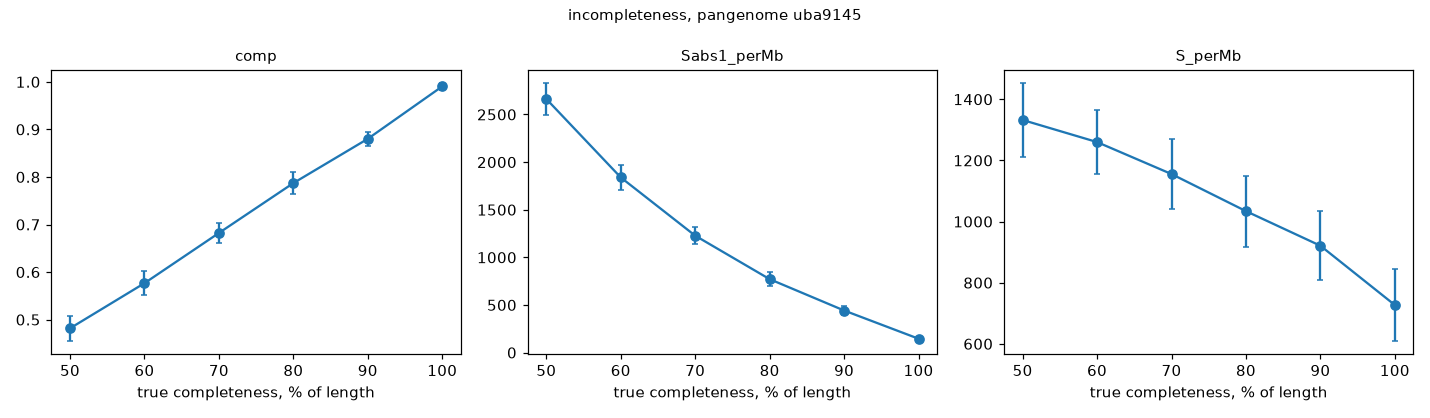 incompleteness, pangenome uba9145
comp
1.0
0.9
0.8
0.7
0.6
0.5
50 60 70 80 90 100
true completeness, % of length
Sabs1_perMb
2500
2000
1500
1000
500
0
50 60 70 80 90 100
true completeness, % of length
S_perMb
1400
1200
1000
800
600
50 60 70 80 90 100
true completeness, % of length